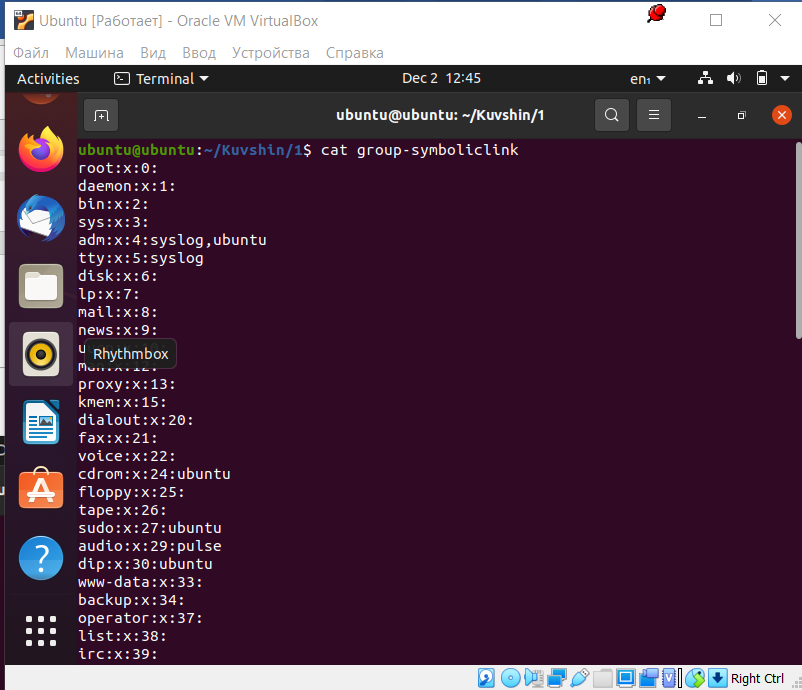 Ubuntu [Работает] - Oracle VM VirtualBox
Файл Машина Вид Ввод Устройства Справка
Activities Terminal Dec 2 12:45 en₁
ubuntu@ubuntu: ~/Kuvshin/1
ubuntu@ubuntu:~/Kuvshin/1$ cat group-symboliclink
root:x:0:
daemon:x:1:
bin:x:2:
sys:x:3:
adm:x:4:syslog,ubuntu
tty:x:5:syslog
disk:x:6:
lp:x:7:
mail:x:8:
news:x:9:
Rhythmbox
proxy:x:13:
kmem:x:15:
dialout:x:20:
fax:x:21:
voice:x:22:
cdrom:x:24:ubuntu
floppy:x:25:
tape:x:26:
sudo:x:27:ubuntu
audio:x:29:pulse
dip:x:30:ubuntu
www-data:x:33:
backup:x:34:
operator:x:37:
list:x:38:
irc:x:39:
Right Ctrl